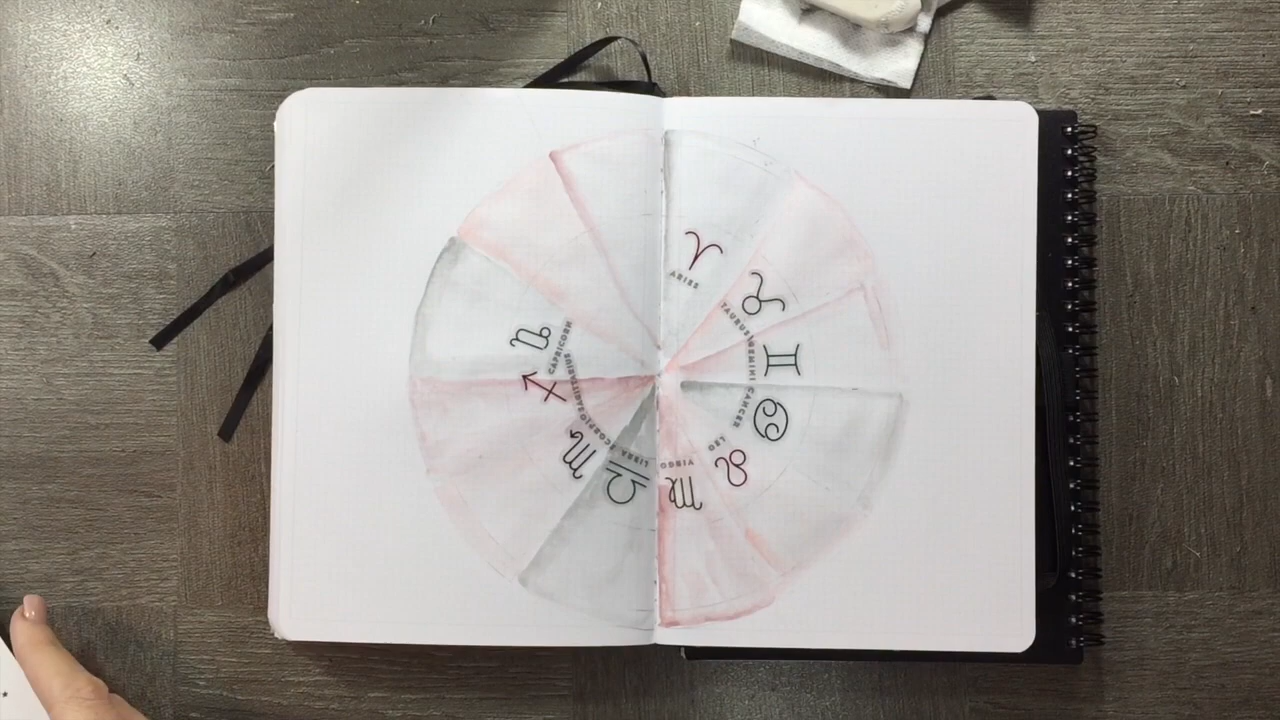 ARIES
TAURUS
GEMINI
CANCER
LEO
VIRGO
LIBRA
SCORPIO
SAGITTARIUS
CAPRICORN